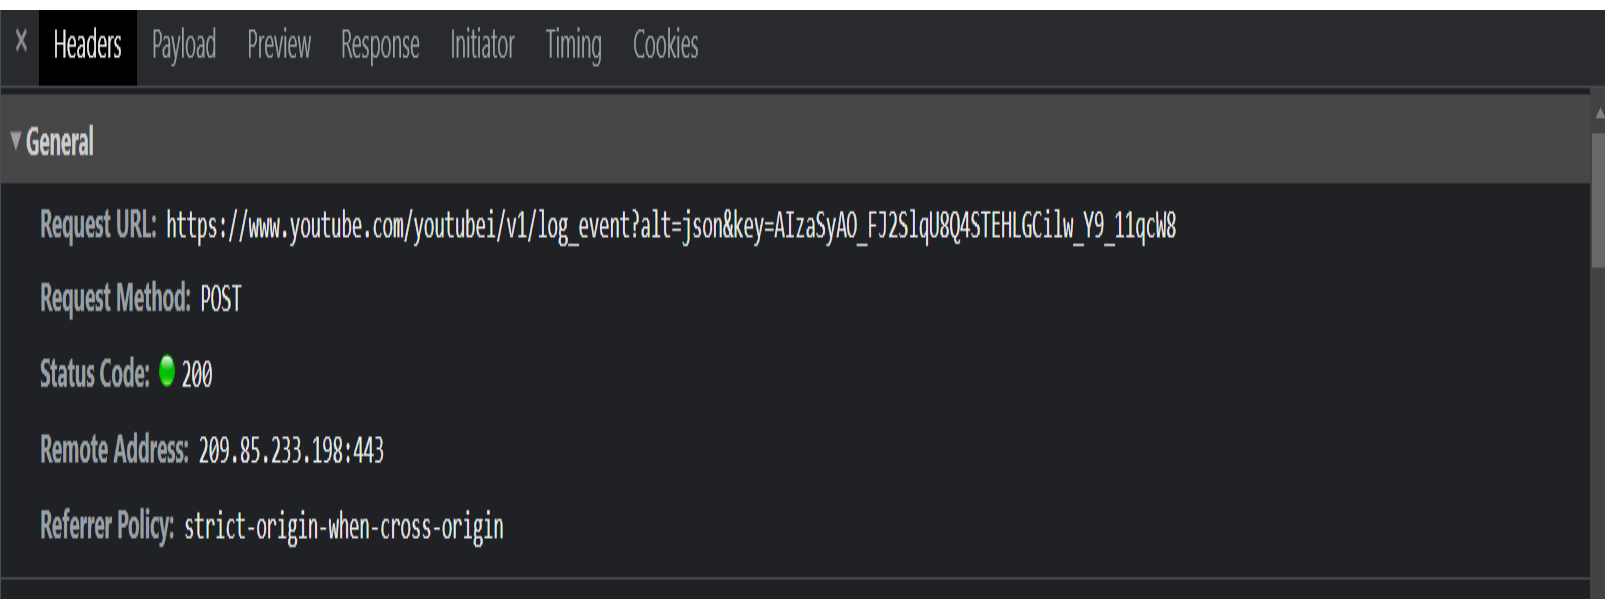 × Headers Payload Preview Response Initiator Timing Cookies
▼ General
Request URL: https://www.youtube.com/youtubei/v1/log_event?alt=json&key=AIzaSyAO_FJ2SlqU8Q4STEHLGCilw_Y9_11qcW8
Request Method: POST
Status Code: 200
Remote Address: 209.85.233.198:443
Referrer Policy: strict-origin-when-cross-origin